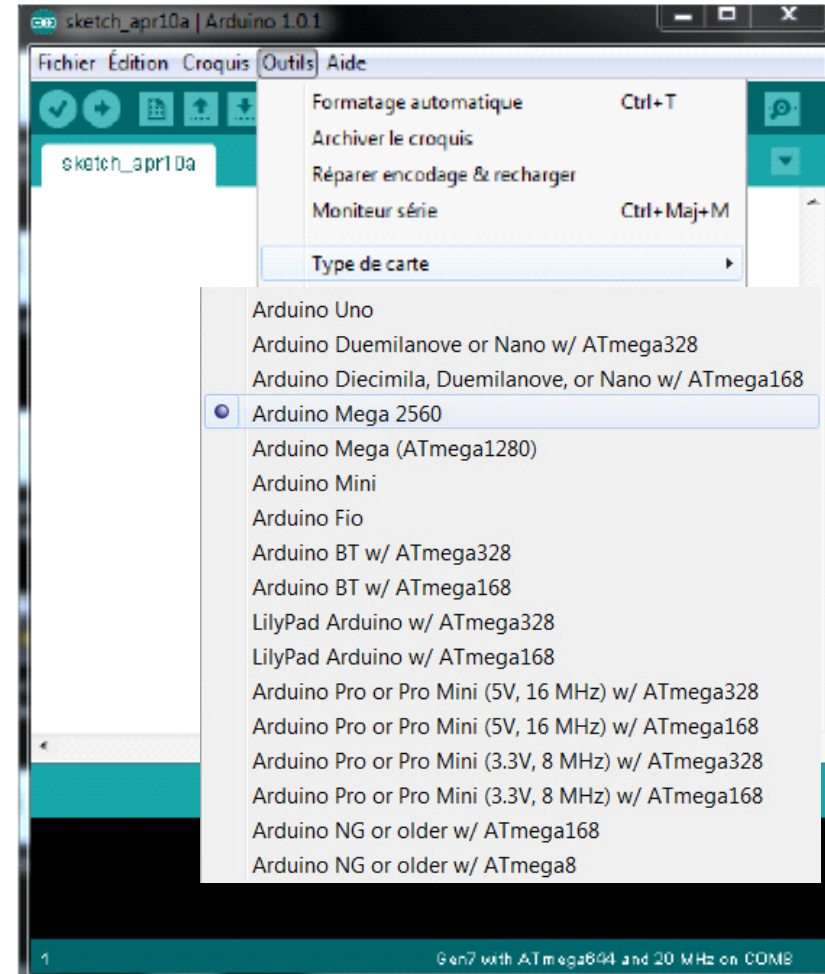 sketch_apr10a | Arduino 1.0.1
Fichier Édition Croquis Outils Aide
Formatage automatique Ctrl+T
Archiver le croquis
sketch_apr10a
Réparer encodage & recharger
Moniteur série Ctrl+Maj+M
Type de carte
Arduino Uno
Arduino Duemilanove or Nano w/ ATmega328
Arduino Diecimila, Duemilanove, or Nano w/ ATmega168
Arduino Mega 2560
Arduino Mega (ATmega1280)
Arduino Mini
Arduino Fio
Arduino BT w/ ATmega328
Arduino BT w/ ATmega168
LilyPad Arduino w/ ATmega328
LilyPad Arduino w/ ATmega168
Arduino Pro or Pro Mini (5V, 16 MHz) w/ ATmega328
Arduino Pro or Pro Mini (5V, 16 MHz) w/ ATmega168
Arduino Pro or Pro Mini (3.3V, 8 MHz) w/ ATmega328
Arduino Pro or Pro Mini (3.3V, 8 MHz) w/ ATmega168
Arduino NG or older w/ ATmega168
Arduino NG or older w/ ATmega8
1 Gen7 with ATmega644 and 20 MHz on COM8